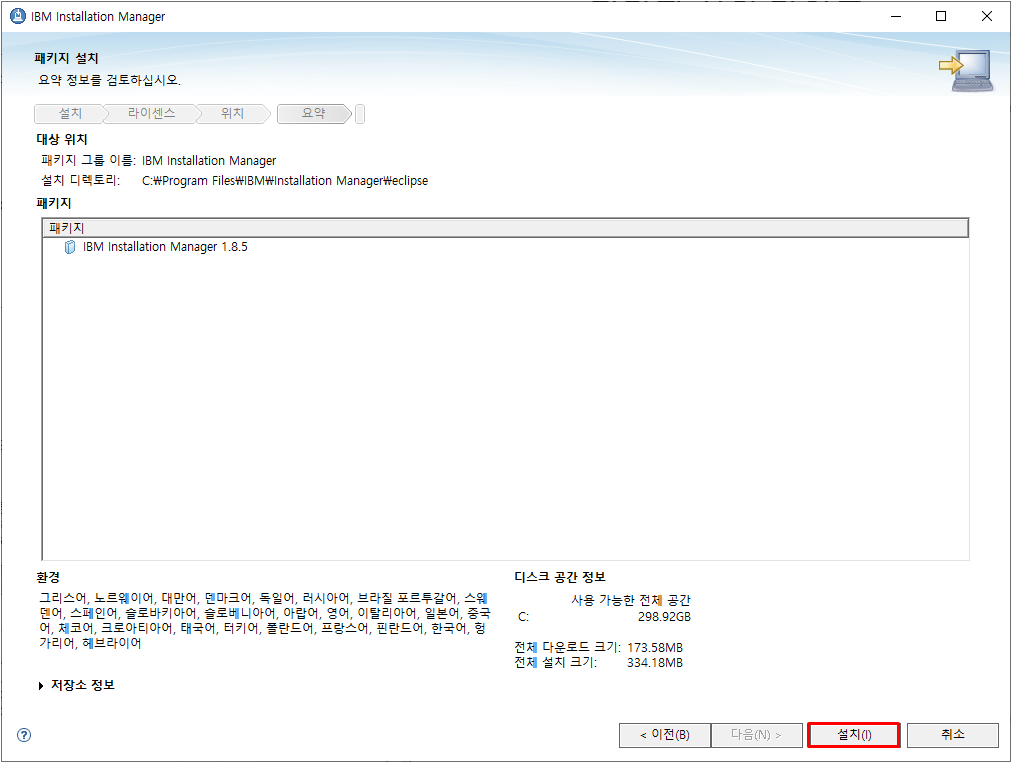 IBM Installation Manager
패키지 설치
요약 정보를 검토하십시오.
설치 라이센스 위치 요약
대상 위치
패키지 그룹 이름: IBM Installation Manager
설치 디렉토리: C:₩Program Files₩IBM₩Installation Manager₩eclipse
패키지
패키지
IBM Installation Manager 1.8.5
환경
그리스어, 노르웨이어, 대만어, 덴마크어, 독일어, 러시아어, 브라질 포르투갈어, 스웨
덴어, 스페인어, 슬로바키아어, 슬로베니아어, 아랍어, 영어, 이탈리아어, 일본어, 중국
어, 체코어, 크로아티아어, 태국어, 터키어, 폴란드어, 프랑스어, 핀란드어, 한국어, 헝
가리어, 헤브라이어
저장소 정보
디스크 공간 정보
사용 가능한 전체 공간
C: 298.92GB
전체 다운로드 크기: 173.58MB
전체 설치 크기: 334.18MB
? < 이전(B) 다음(N) > 설치(I) 취소